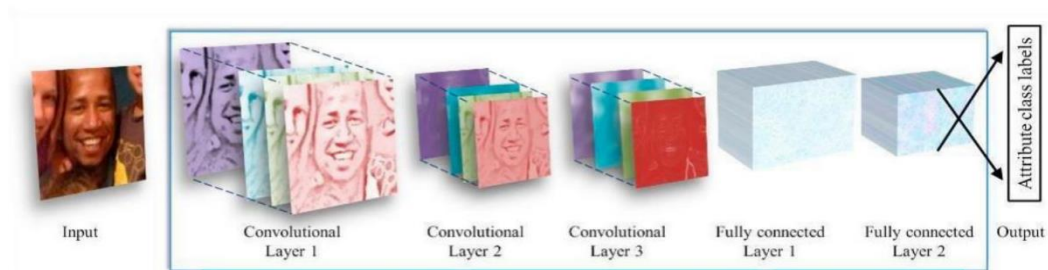 Input
Convolutional
Layer 1
Convolutional
Layer 2
Convolutional
Layer 3
Fully connected
Layer 1
Fully connected
Layer 2
Output
Attribute class labels